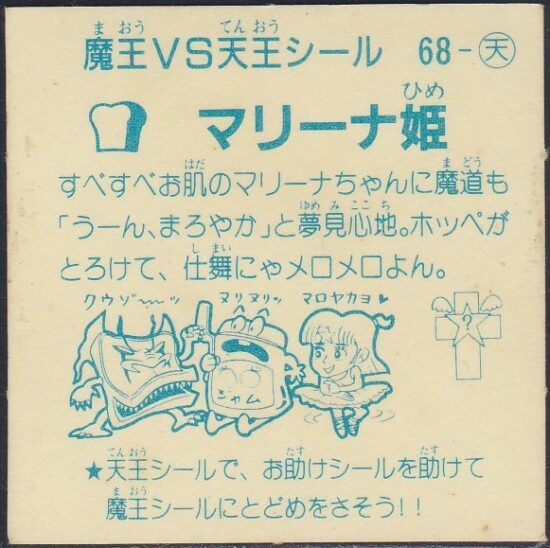 魔王VS天王シール 68-天
マリーナ姫
すべすべお肌のマリーナちゃんに魔道も
「うーん、まろやか」と夢見心地。ホッペが
とろけて、仕舞にゃメロメロよん。
クウゾ〜〜ッ ヌリヌリッ マロヤカヨ♥
?
ジャム
★天王シールで、お助けシールを助けて
魔王シールにとどめをさそう!!